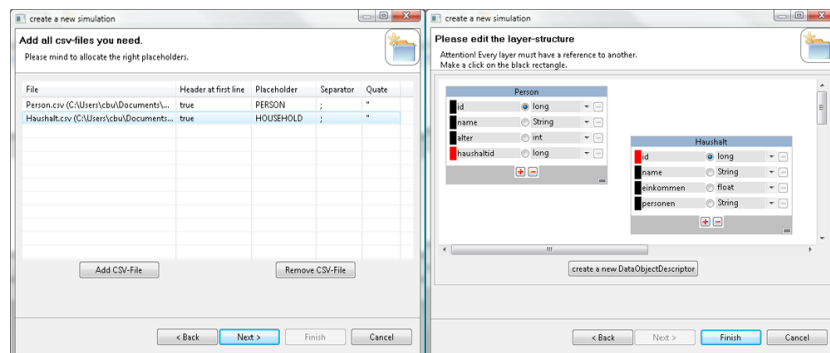 create a new simulation
Add all csv-files you need.
Please mind to allocate the right placeholders.
File Header at first line Placeholder Separator Quate
Person.csv (C:\Users\cbu\Documents\... true PERSON ; "
Haushalt.csv (C:\Users\cbu\Documents... true HOUSEHOLD ; "
Add CSV-File Remove CSV-File
< Back Next > Finish Cancel
create a new simulation
Please edit the layer-structure
Attention! Every layer must have a reference to another.
Make a click on the black rectangle.
Person
id long
name String
alter int
haushaltid long
Haushalt
id long
name String
einkommen float
personen String
create a new DataObjectDescriptor
< Back Next > Finish Cancel